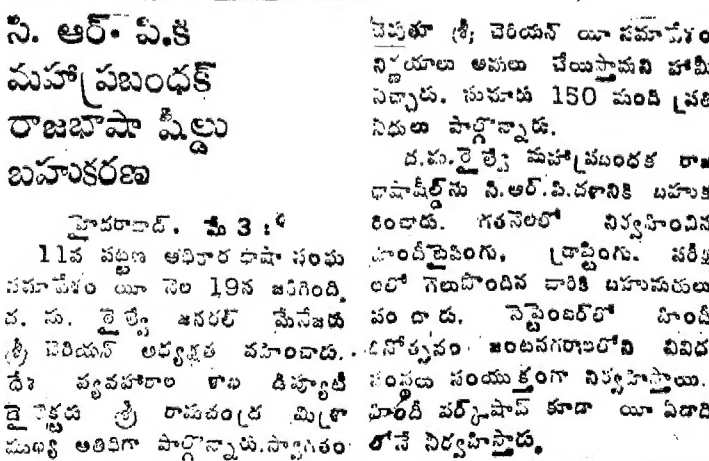 సి. ఆర్. పి.కి
మహాప్రబంధక్
రాజభాషా షీల్డు
బహుకరణ
హైదరాబాద్. మే 3 :
11వ పట్టణ అధికార భాషా సంఘ
సమావేశం యీ నెల 19న జరిగింది.
ద. మ. రైల్వే జనరల్ మేనేజరు
శ్రీ చెరియన్ అధ్యక్షత వహించాడు.
దేశ వ్యవహారాల శాఖ డిప్యూటీ
డైరెక్టరు శ్రీ రామచంద్ర మిశ్రా
ముఖ్య అతిథిగా పాల్గొన్నాడు.స్వాగతం
చెపుతూ శ్రీ చెరియన్ యీ సమావేశం
నిర్ణయాలు అమలు చేయిస్తామని హామీ
నిచ్చాడు. సుమారు 150 మంది ప్రతి
నిధులు పాల్గొన్నారు.
ద.మ.రైల్వే మహాప్రబంధక రాజ
భాషాషీల్డ్‌ను సి.ఆర్.పి.దళానికి బహుక
రించాడు. గతనెలలో నిర్వహించిన
హిందీటైపింగు, డ్రాప్టింగు, పరీక్ష
లలో గెలుపొందిన వారికి బహుమతులు
పం చా డు. సెప్టెంబర్‌లో హిందీ
దినోత్సవం జంటనగరాలలోని వివిధ
సంస్థలు సంయుక్తంగా నిర్వహిస్తాయి.
హిందీ వర్క్‌షాప్ కూడా యీ ఏడాది
లోనే నిర్వహిస్తాడు.